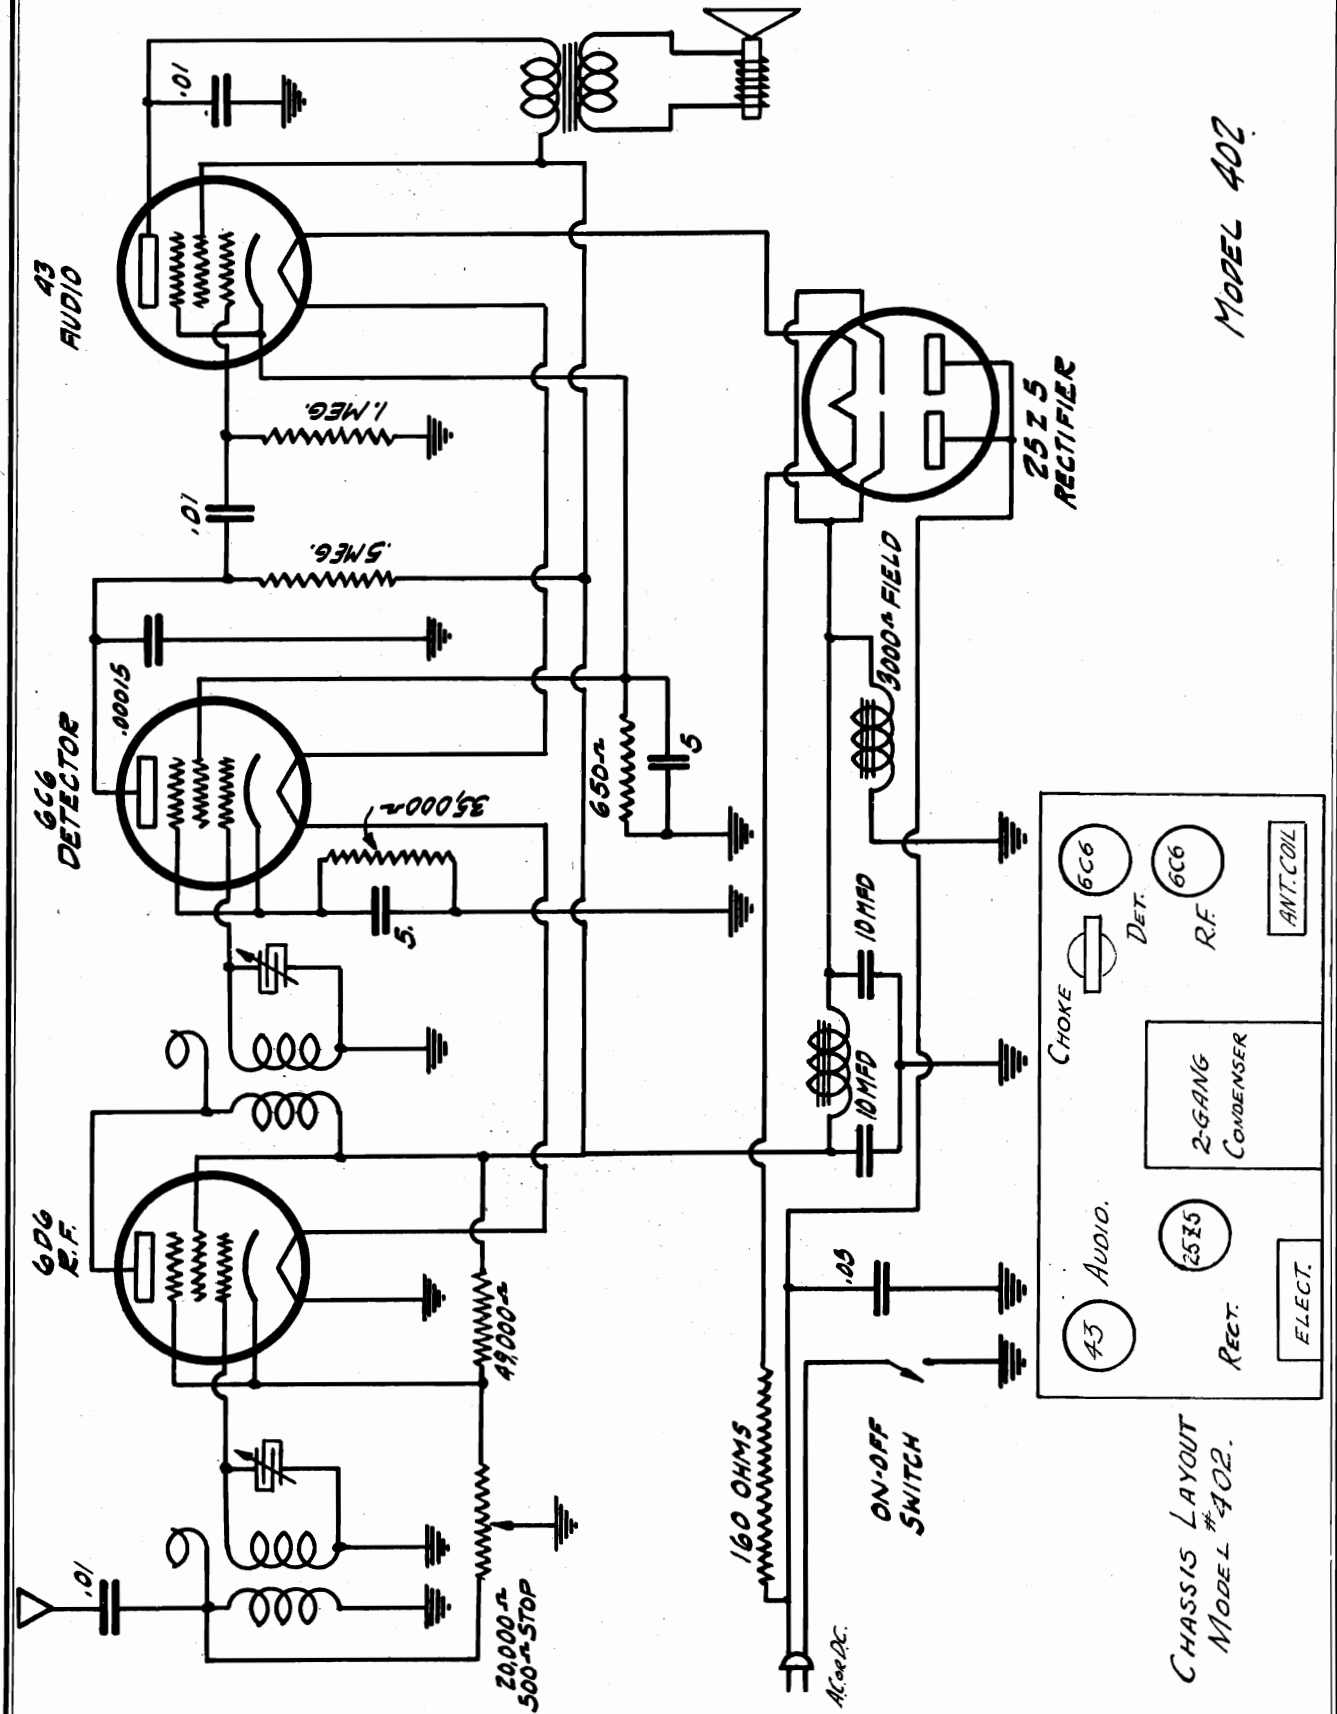 6D6
R.F.
6C6
DETECTOR
43
AUDIO
.01
.00015
.01
.01
.5 MEG.
1. MEG.
35,000Ω
5.
650Ω
5
49,000Ω
20,000Ω
500Ω STOP
160 OHMS
A.C. OR D.C.
ON-OFF
SWITCH
.05
10 MFD
10 MFD
3000Ω FIELD
25Z5
RECTIFIER
MODEL 402
CHASSIS LAYOUT
MODEL #402.
43
AUDIO.
CHOKE
6C6
DET.
25Z5
RECT.
2-GANG
CONDENSER
6C6
R.F.
ELECT.
ANT. COIL